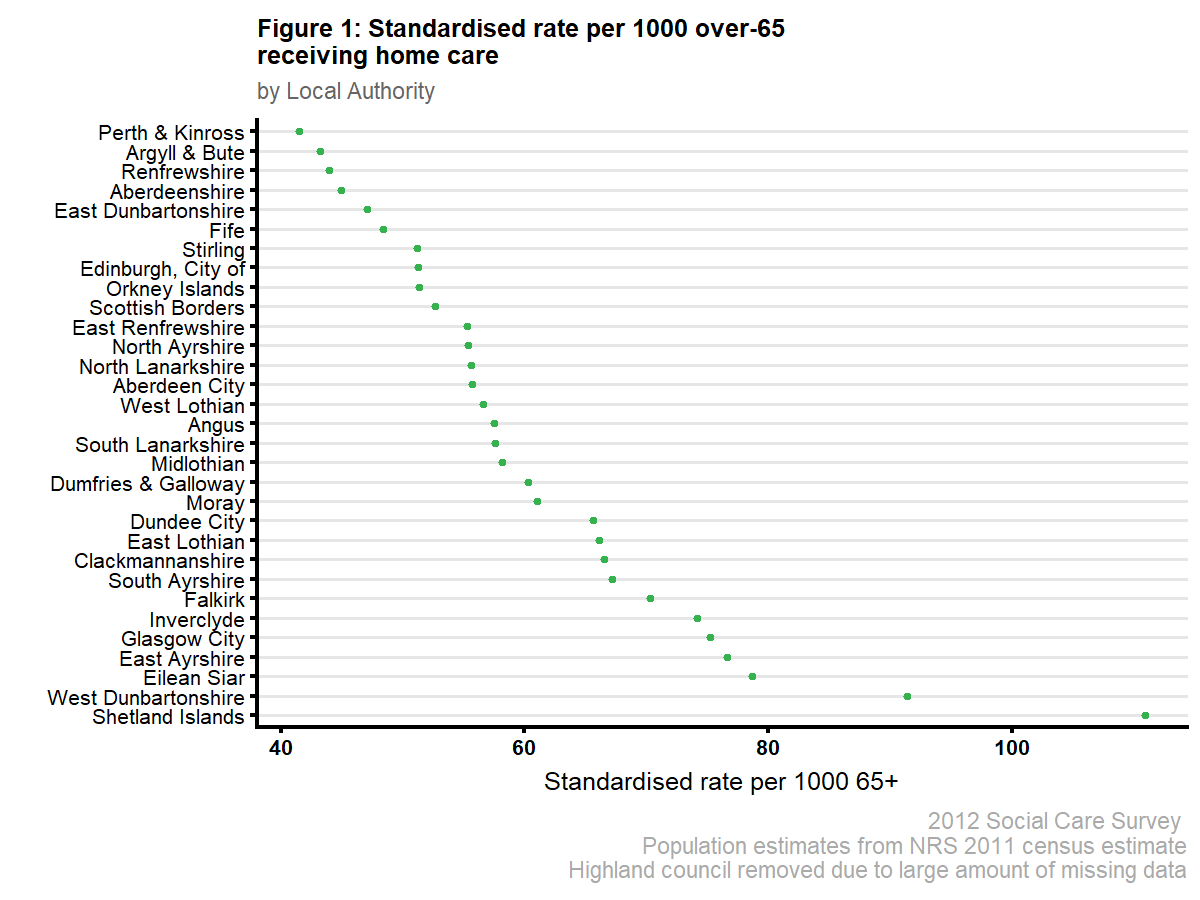 Figure 1: Standardised rate per 1000 over-65
receiving home care
by Local Authority
Perth & Kinross
Argyll & Bute
Renfrewshire
Aberdeenshire
East Dunbartonshire
Fife
Stirling
Edinburgh, City of
Orkney Islands
Scottish Borders
East Renfrewshire
North Ayrshire
North Lanarkshire
Aberdeen City
West Lothian
Angus
South Lanarkshire
Midlothian
Dumfries & Galloway
Moray
Dundee City
East Lothian
Clackmannanshire
South Ayrshire
Falkirk
Inverclyde
Glasgow City
East Ayrshire
Eilean Siar
West Dunbartonshire
Shetland Islands
40 60 80 100
Standardised rate per 1000 65+
2012 Social Care Survey
Population estimates from NRS 2011 census estimate
Highland council removed due to large amount of missing data